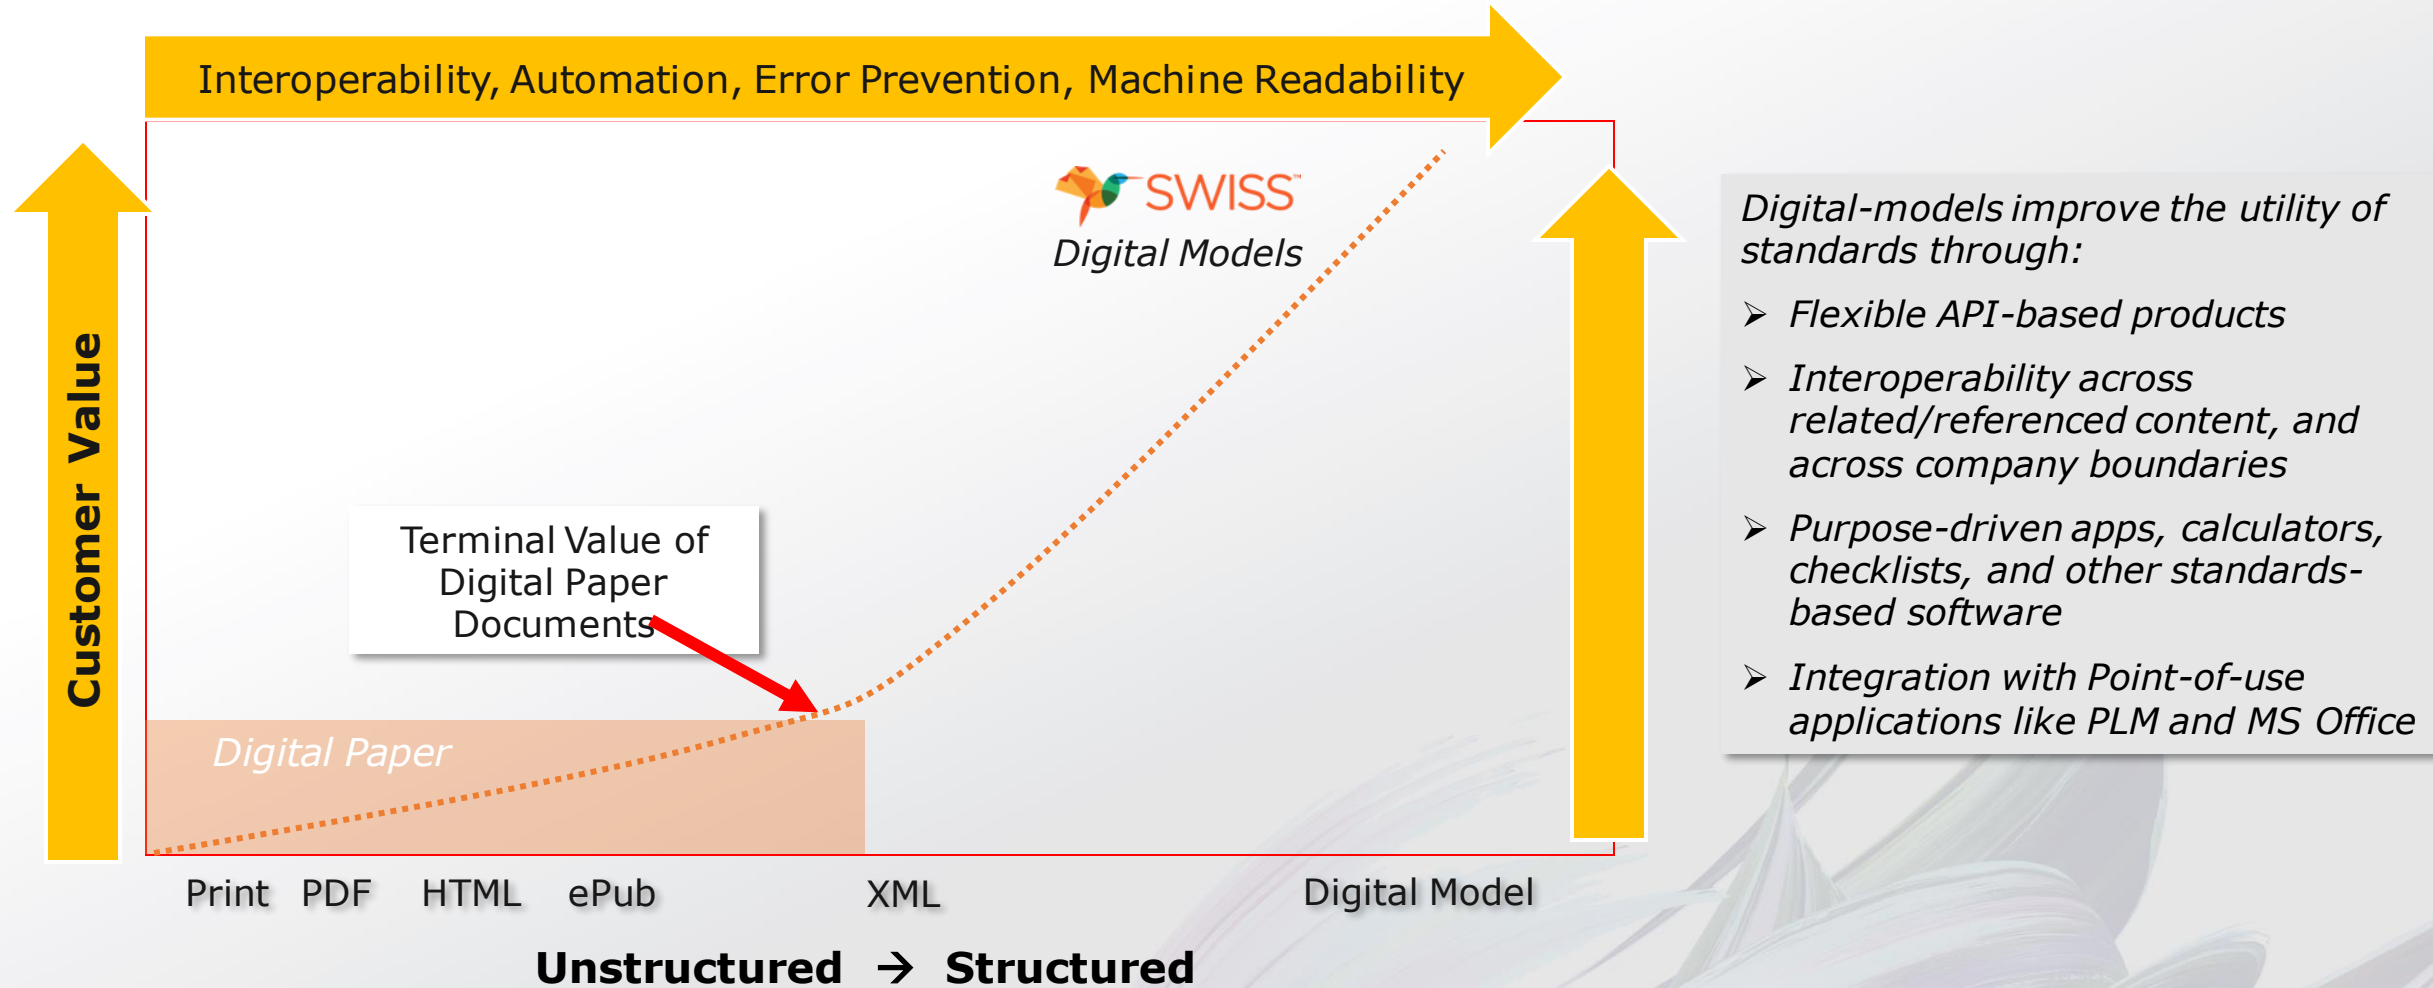 Interoperability, Automation, Error Prevention, Machine Readability
Customer Value
SWISS™
Digital Models
Terminal Value of
Digital Paper
Documents
Digital Paper
Print PDF HTML ePub XML Digital Model
Unstructured → Structured
Digital-models improve the utility of
standards through:
➢ Flexible API-based products
➢ Interoperability across
related/referenced content, and
across company boundaries
➢ Purpose-driven apps, calculators,
checklists, and other standards-
based software
➢ Integration with Point-of-use
applications like PLM and MS Office